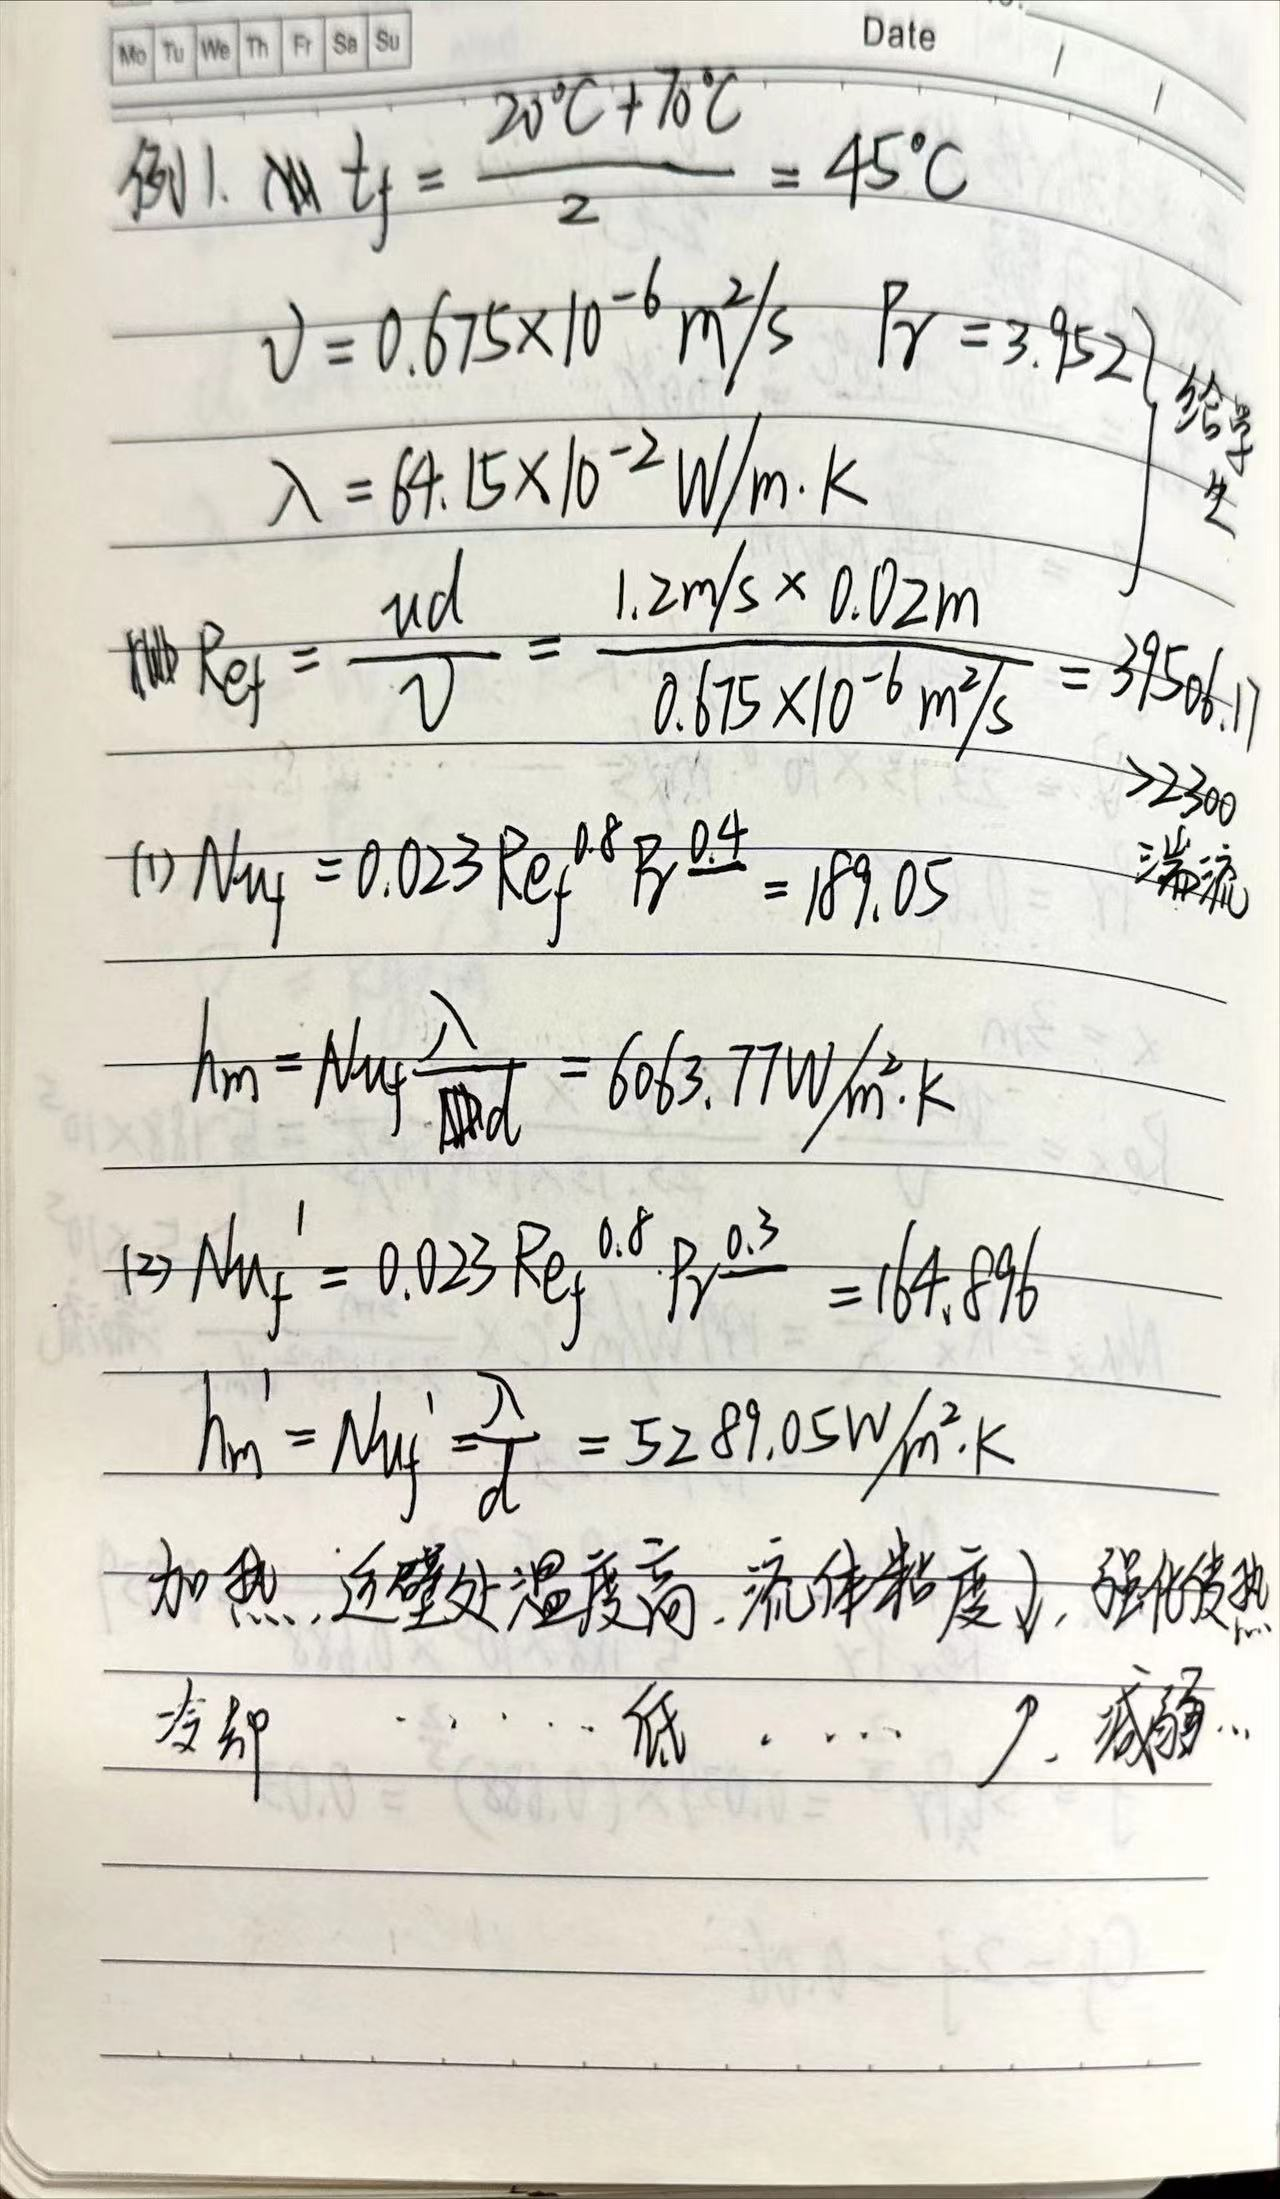 Mo Tu We Th Fr Sa Su
Date / /
例1. t_f = (20°C+70°C)/2 = 45°C
ν = 0.675×10⁻⁶ m²/s Pr = 3.952 } 给学生
λ = 64.15×10⁻² W/m·K
Re_f = ud/ν = (1.2m/s × 0.02m)/(0.675×10⁻⁶ m²/s) = 39506.17
>2300
湍流
(1) Nu_f = 0.023 Re_f^0.8 Pr^0.4 = 189.05
h_m = Nu_f λ/d = 6063.77W/m²·K
(2) Nu_f' = 0.023 Re_f^0.8 · Pr^0.3 = 164.896
h_m' = Nu_f' = λ/d = 5289.05W/m²·K
加热. 近壁处温度高. 流体粘度↓, 强化传热
冷却 ······ 低 ···· ↑. 减弱...